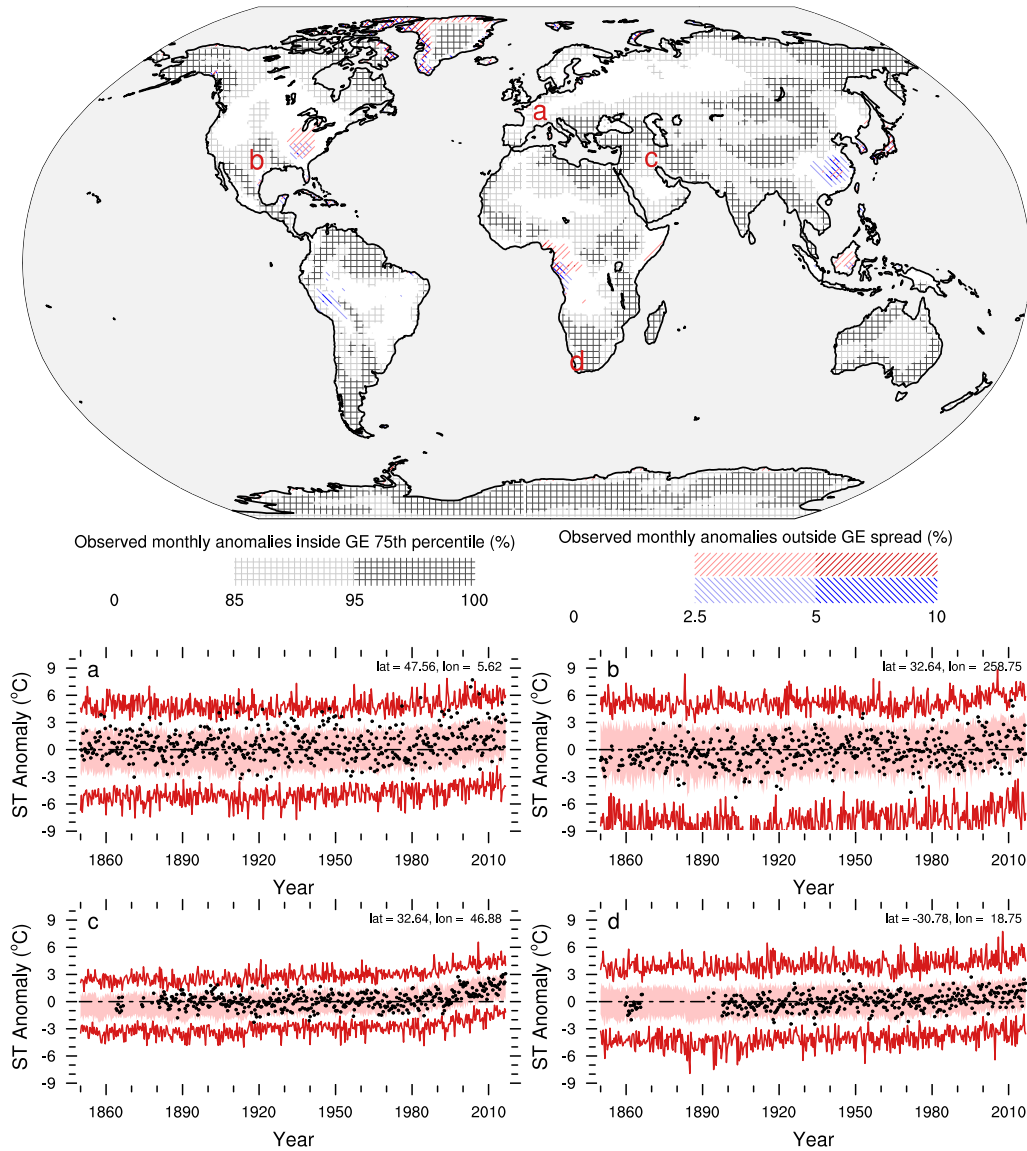 a
b
c
d
Observed monthly anomalies inside GE 75th percentile (%)
0 85 95 100
Observed monthly anomalies outside GE spread (%)
0 2.5 5 10
a
lat = 47.56, lon = 5.62
ST Anomaly (°C)
9
6
3
0
-3
-6
-9
1860 1890 1920 1950 1980 2010
Year
b
lat = 32.64, lon = 258.75
ST Anomaly (°C)
9
6
3
0
-3
-6
-9
1860 1890 1920 1950 1980 2010
Year
c
lat = 32.64, lon = 46.88
ST Anomaly (°C)
9
6
3
0
-3
-6
-9
1860 1890 1920 1950 1980 2010
Year
d
lat = -30.78, lon = 18.75
ST Anomaly (°C)
9
6
3
0
-3
-6
-9
1860 1890 1920 1950 1980 2010
Year